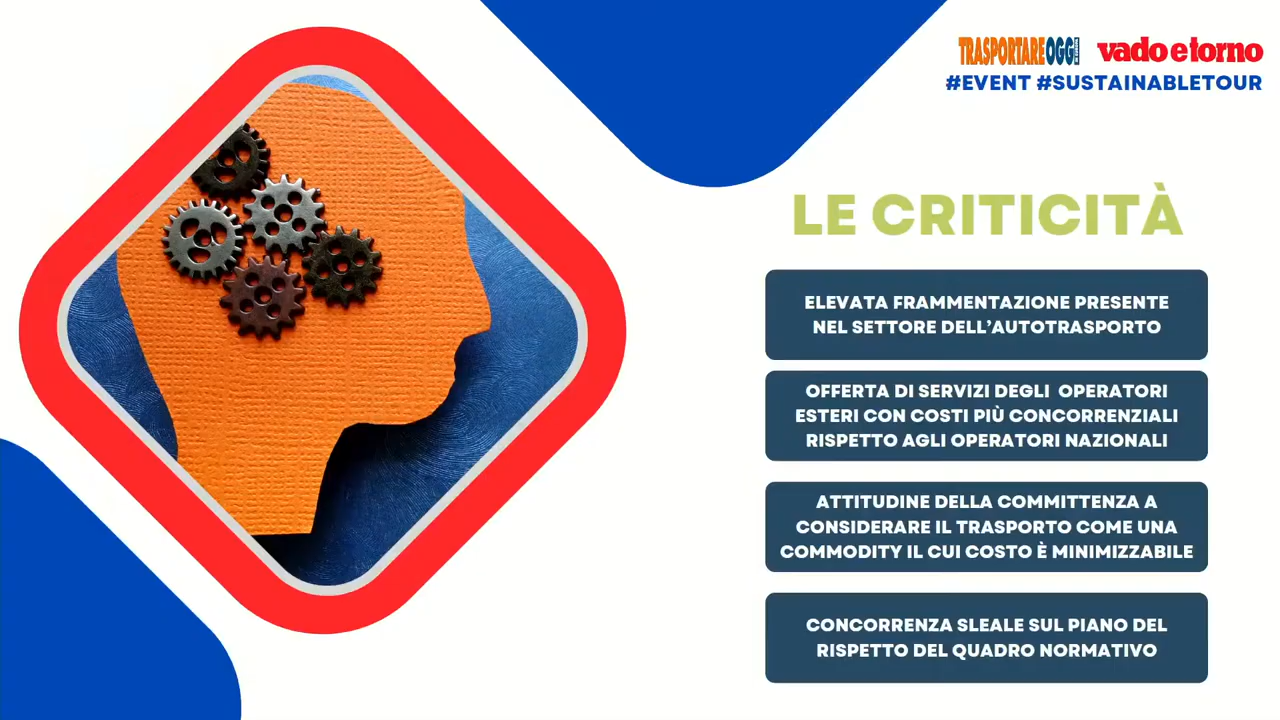 TRASPORTARE OGGI vado e torno
#EVENT #SUSTAINABLETOUR
LE CRITICITÀ
ELEVATA FRAMMENTAZIONE PRESENTE
NEL SETTORE DELL’AUTOTRASPORTO
OFFERTA DI SERVIZI DEGLI OPERATORI
ESTERI CON COSTI PIÙ CONCORRENZIALI
RISPETTO AGLI OPERATORI NAZIONALI
ATTITUDINE DELLA COMMITTENZA A
CONSIDERARE IL TRASPORTO COME UNA
COMMODITY IL CUI COSTO È MINIMIZZABILE
CONCORRENZA SLEALE SUL PIANO DEL
RISPETTO DEL QUADRO NORMATIVO